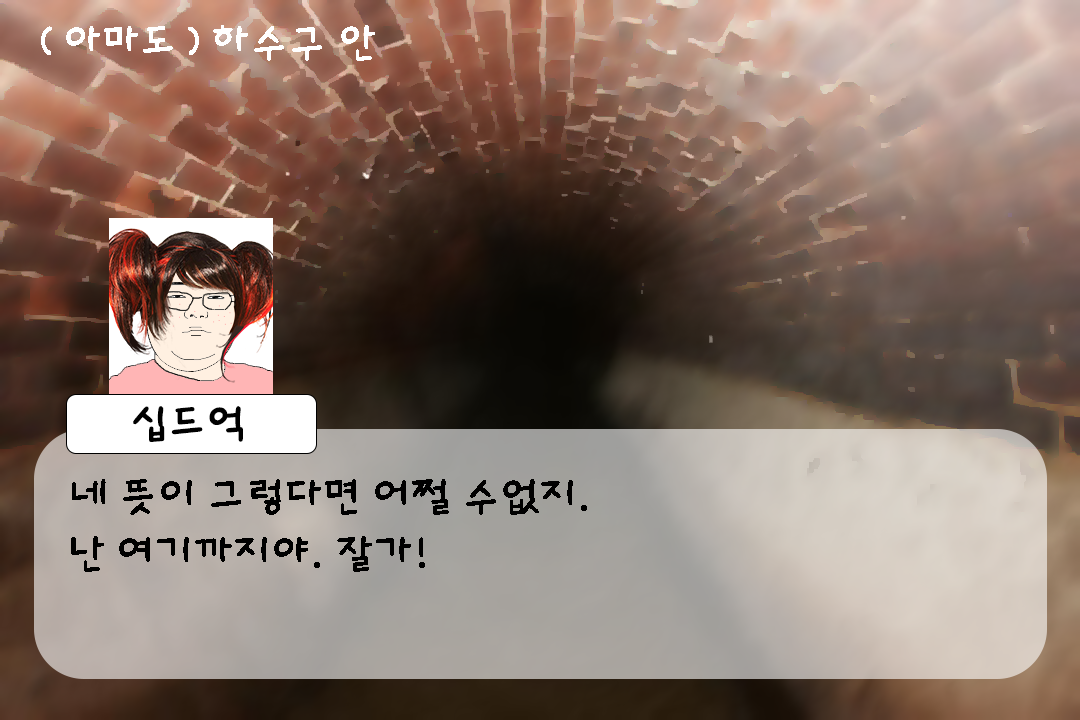 ( 아마도 ) 하수구 안
십드억
네 뜻이 그렇다면 어쩔 수없지.
난 여기까지야. 잘가!